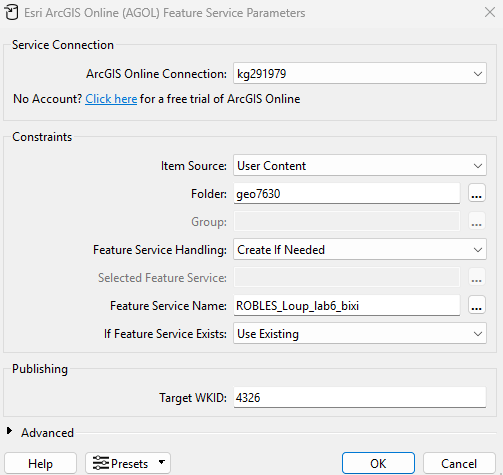 Esri ArcGIS Online (AGOL) Feature Service Parameters
Service Connection
ArcGIS Online Connection: kg291979
No Account? Click here for a free trial of ArcGIS Online
Constraints
Item Source: User Content
Folder: geo7630 ...
Group: ...
Feature Service Handling: Create If Needed
Selected Feature Service: ...
Feature Service Name: ROBLES_Loup_lab6_bixi ...
If Feature Service Exists: Use Existing
Publishing
Target WKID: 4326
Advanced
Help Presets OK Cancel